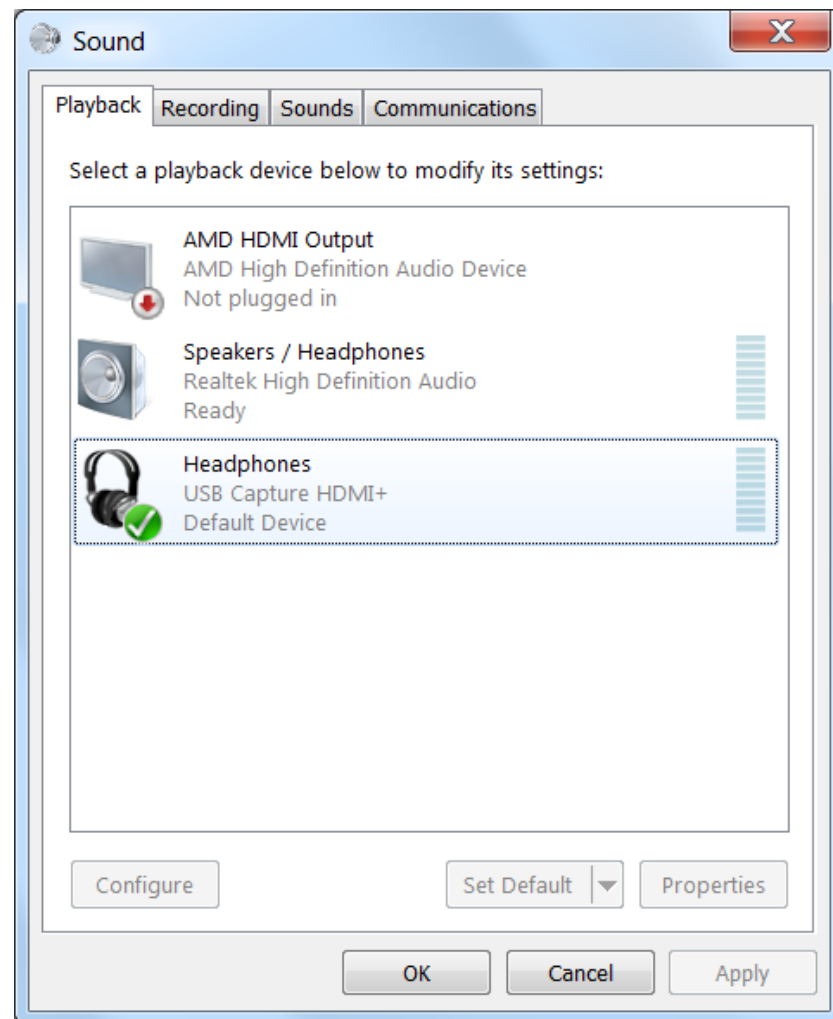 Sound
Playback Recording Sounds Communications
Select a playback device below to modify its settings:
AMD HDMI Output
AMD High Definition Audio Device
Not plugged in
Speakers / Headphones
Realtek High Definition Audio
Ready
Headphones
USB Capture HDMI+
Default Device
Configure Set Default Properties
OK Cancel Apply